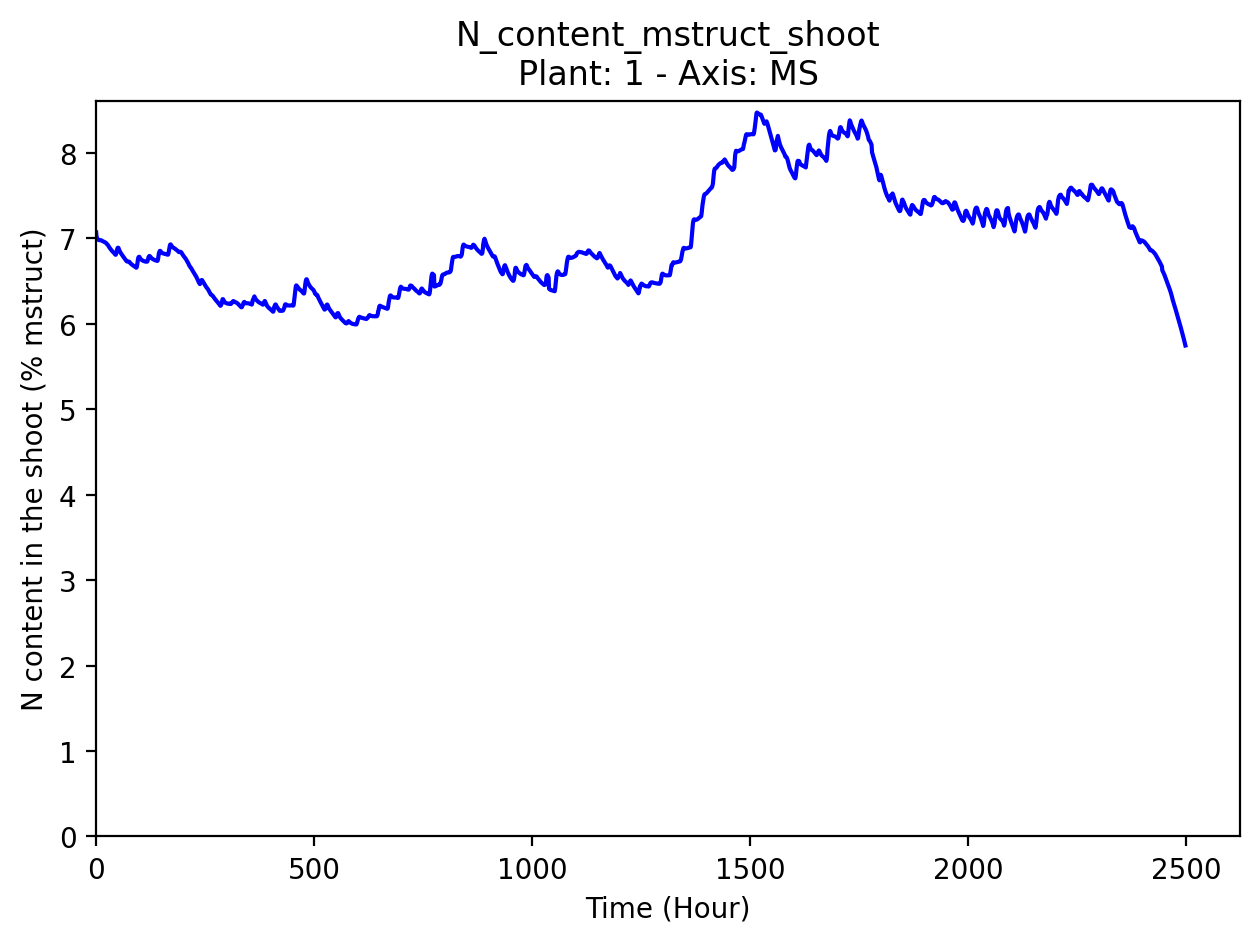 N_content_mstruct_shoot
Plant: 1 - Axis: MS
N content in the shoot (% mstruct)
8
7
6
5
4
3
2
1
0
0 500 1000 1500 2000 2500
Time (Hour)